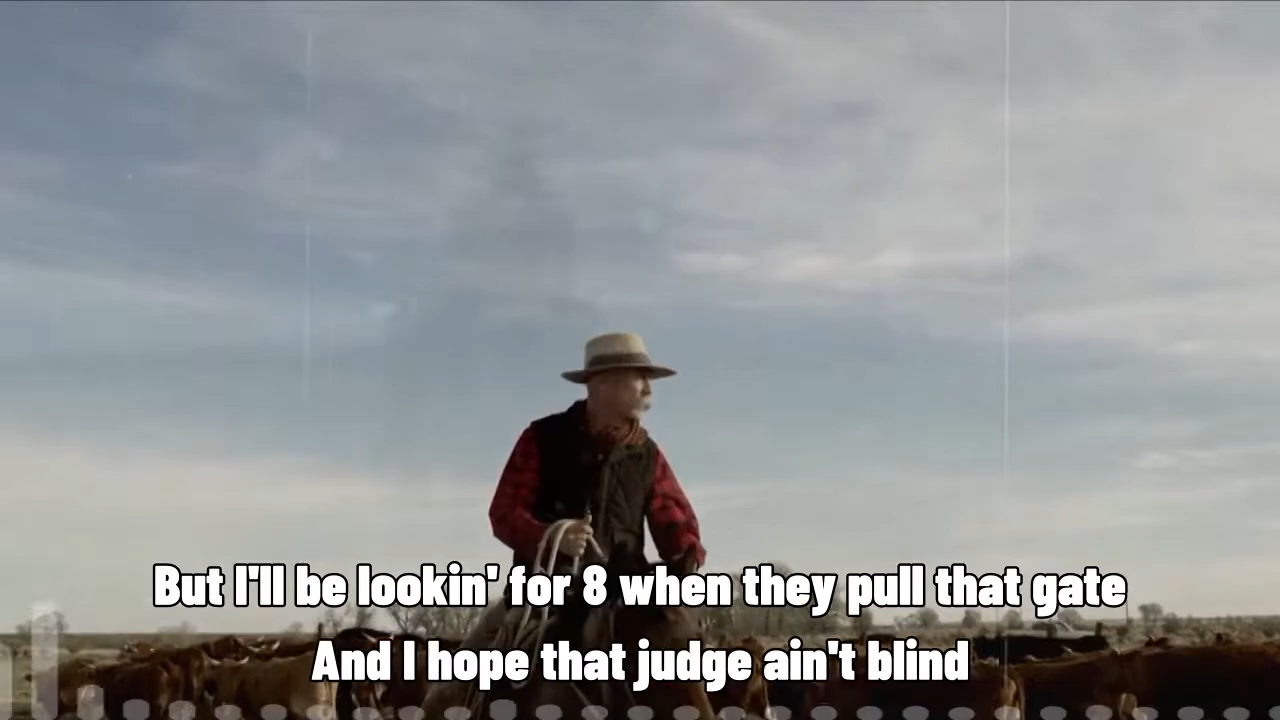 But I'll be lookin' for 8 when they pull that gate
And I hope that judge ain't blind